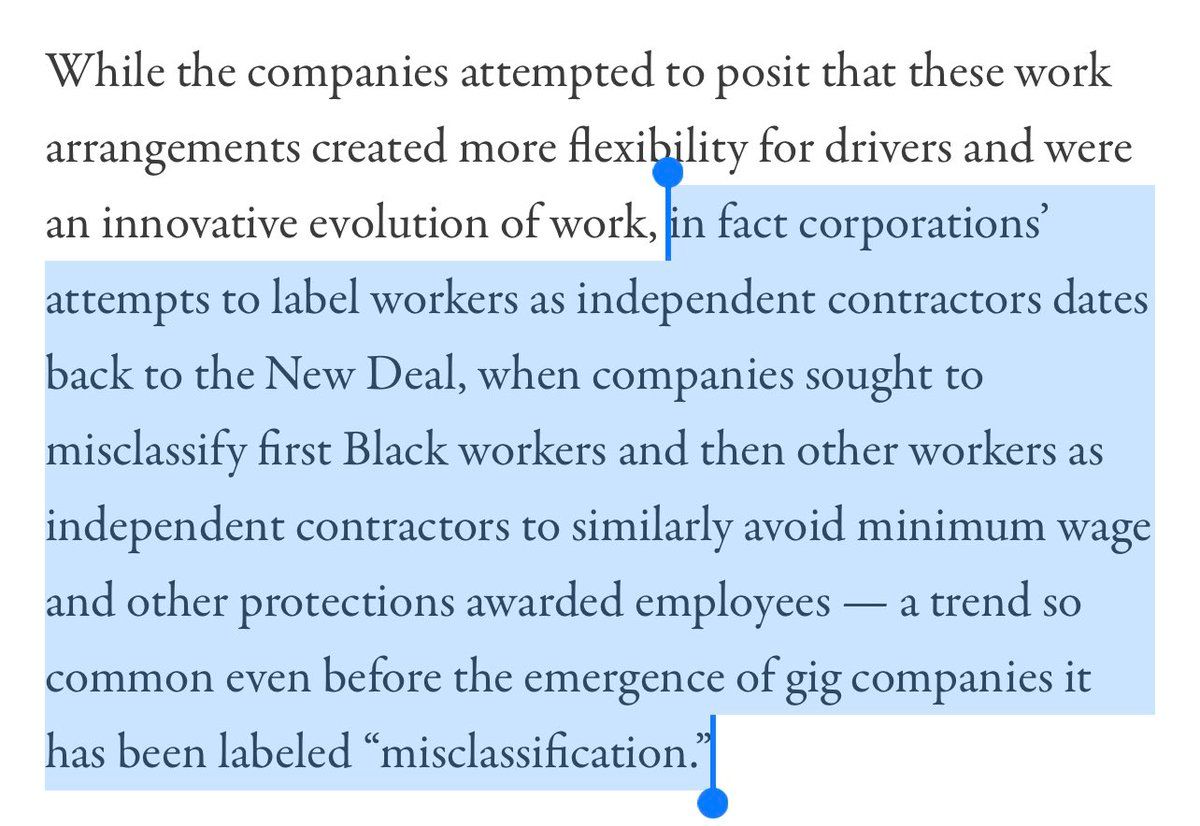 While the companies attempted to posit that these work
arrangements created more flexibility for drivers and were
an innovative evolution of work, in fact corporations’
attempts to label workers as independent contractors dates
back to the New Deal, when companies sought to
misclassify first Black workers and then other workers as
independent contractors to similarly avoid minimum wage
and other protections awarded employees — a trend so
common even before the emergence of gig companies it
has been labeled “misclassification.”